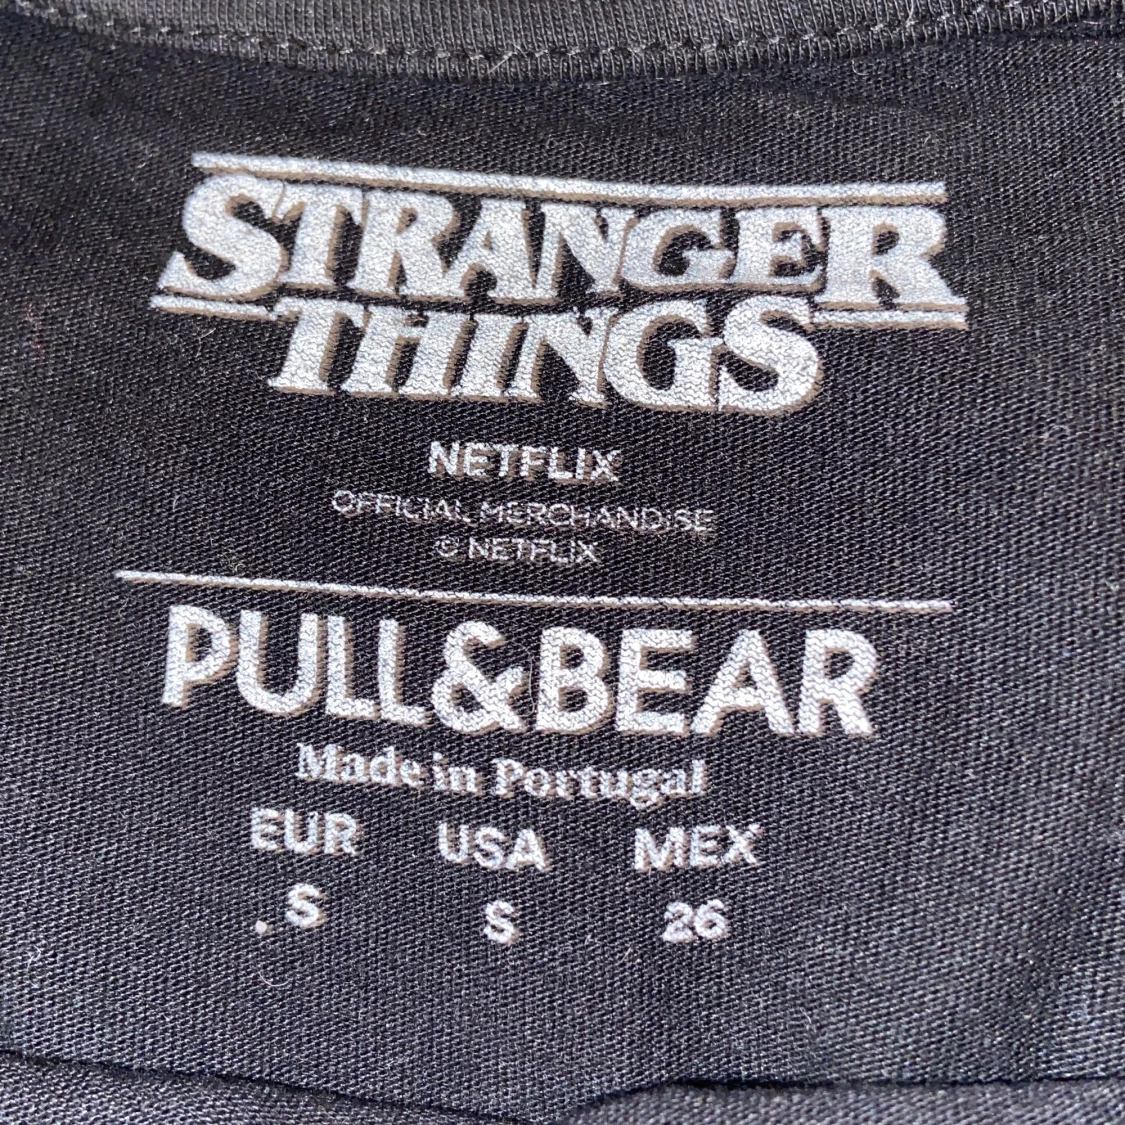 STRANGER
THINGS
NETFLIX
OFFICIAL MERCHANDISE
© NETFLIX
PULL&BEAR
Made in Portugal
EUR USA MEX
S S 26